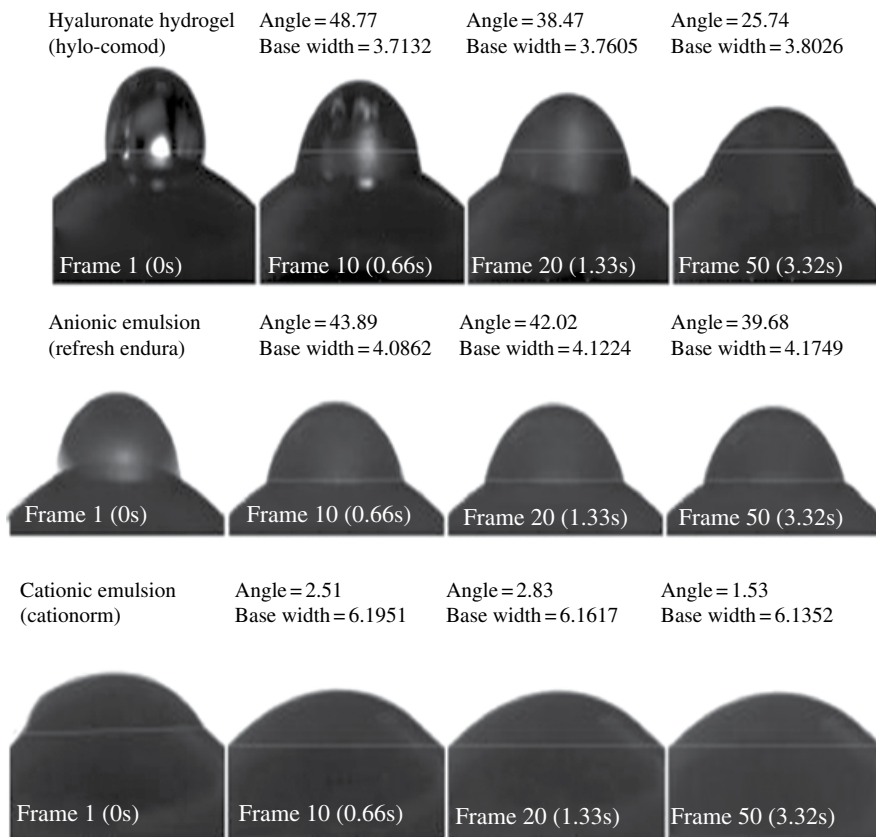 Hyaluronate hydrogel
(hylo-comod)
Angle = 48.77
Base width = 3.7132
Angle = 38.47
Base width = 3.7605
Angle = 25.74
Base width = 3.8026
Frame 1 (0s)
Frame 10 (0.66s)
Frame 20 (1.33s)
Frame 50 (3.32s)
Anionic emulsion
(refresh endura)
Angle = 43.89
Base width = 4.0862
Angle = 42.02
Base width = 4.1224
Angle = 39.68
Base width = 4.1749
Frame 1 (0s)
Frame 10 (0.66s)
Frame 20 (1.33s)
Frame 50 (3.32s)
Cationic emulsion
(cationorm)
Angle = 2.51
Base width = 6.1951
Angle = 2.83
Base width = 6.1617
Angle = 1.53
Base width = 6.1352
Frame 1 (0s)
Frame 10 (0.66s)
Frame 20 (1.33s)
Frame 50 (3.32s)